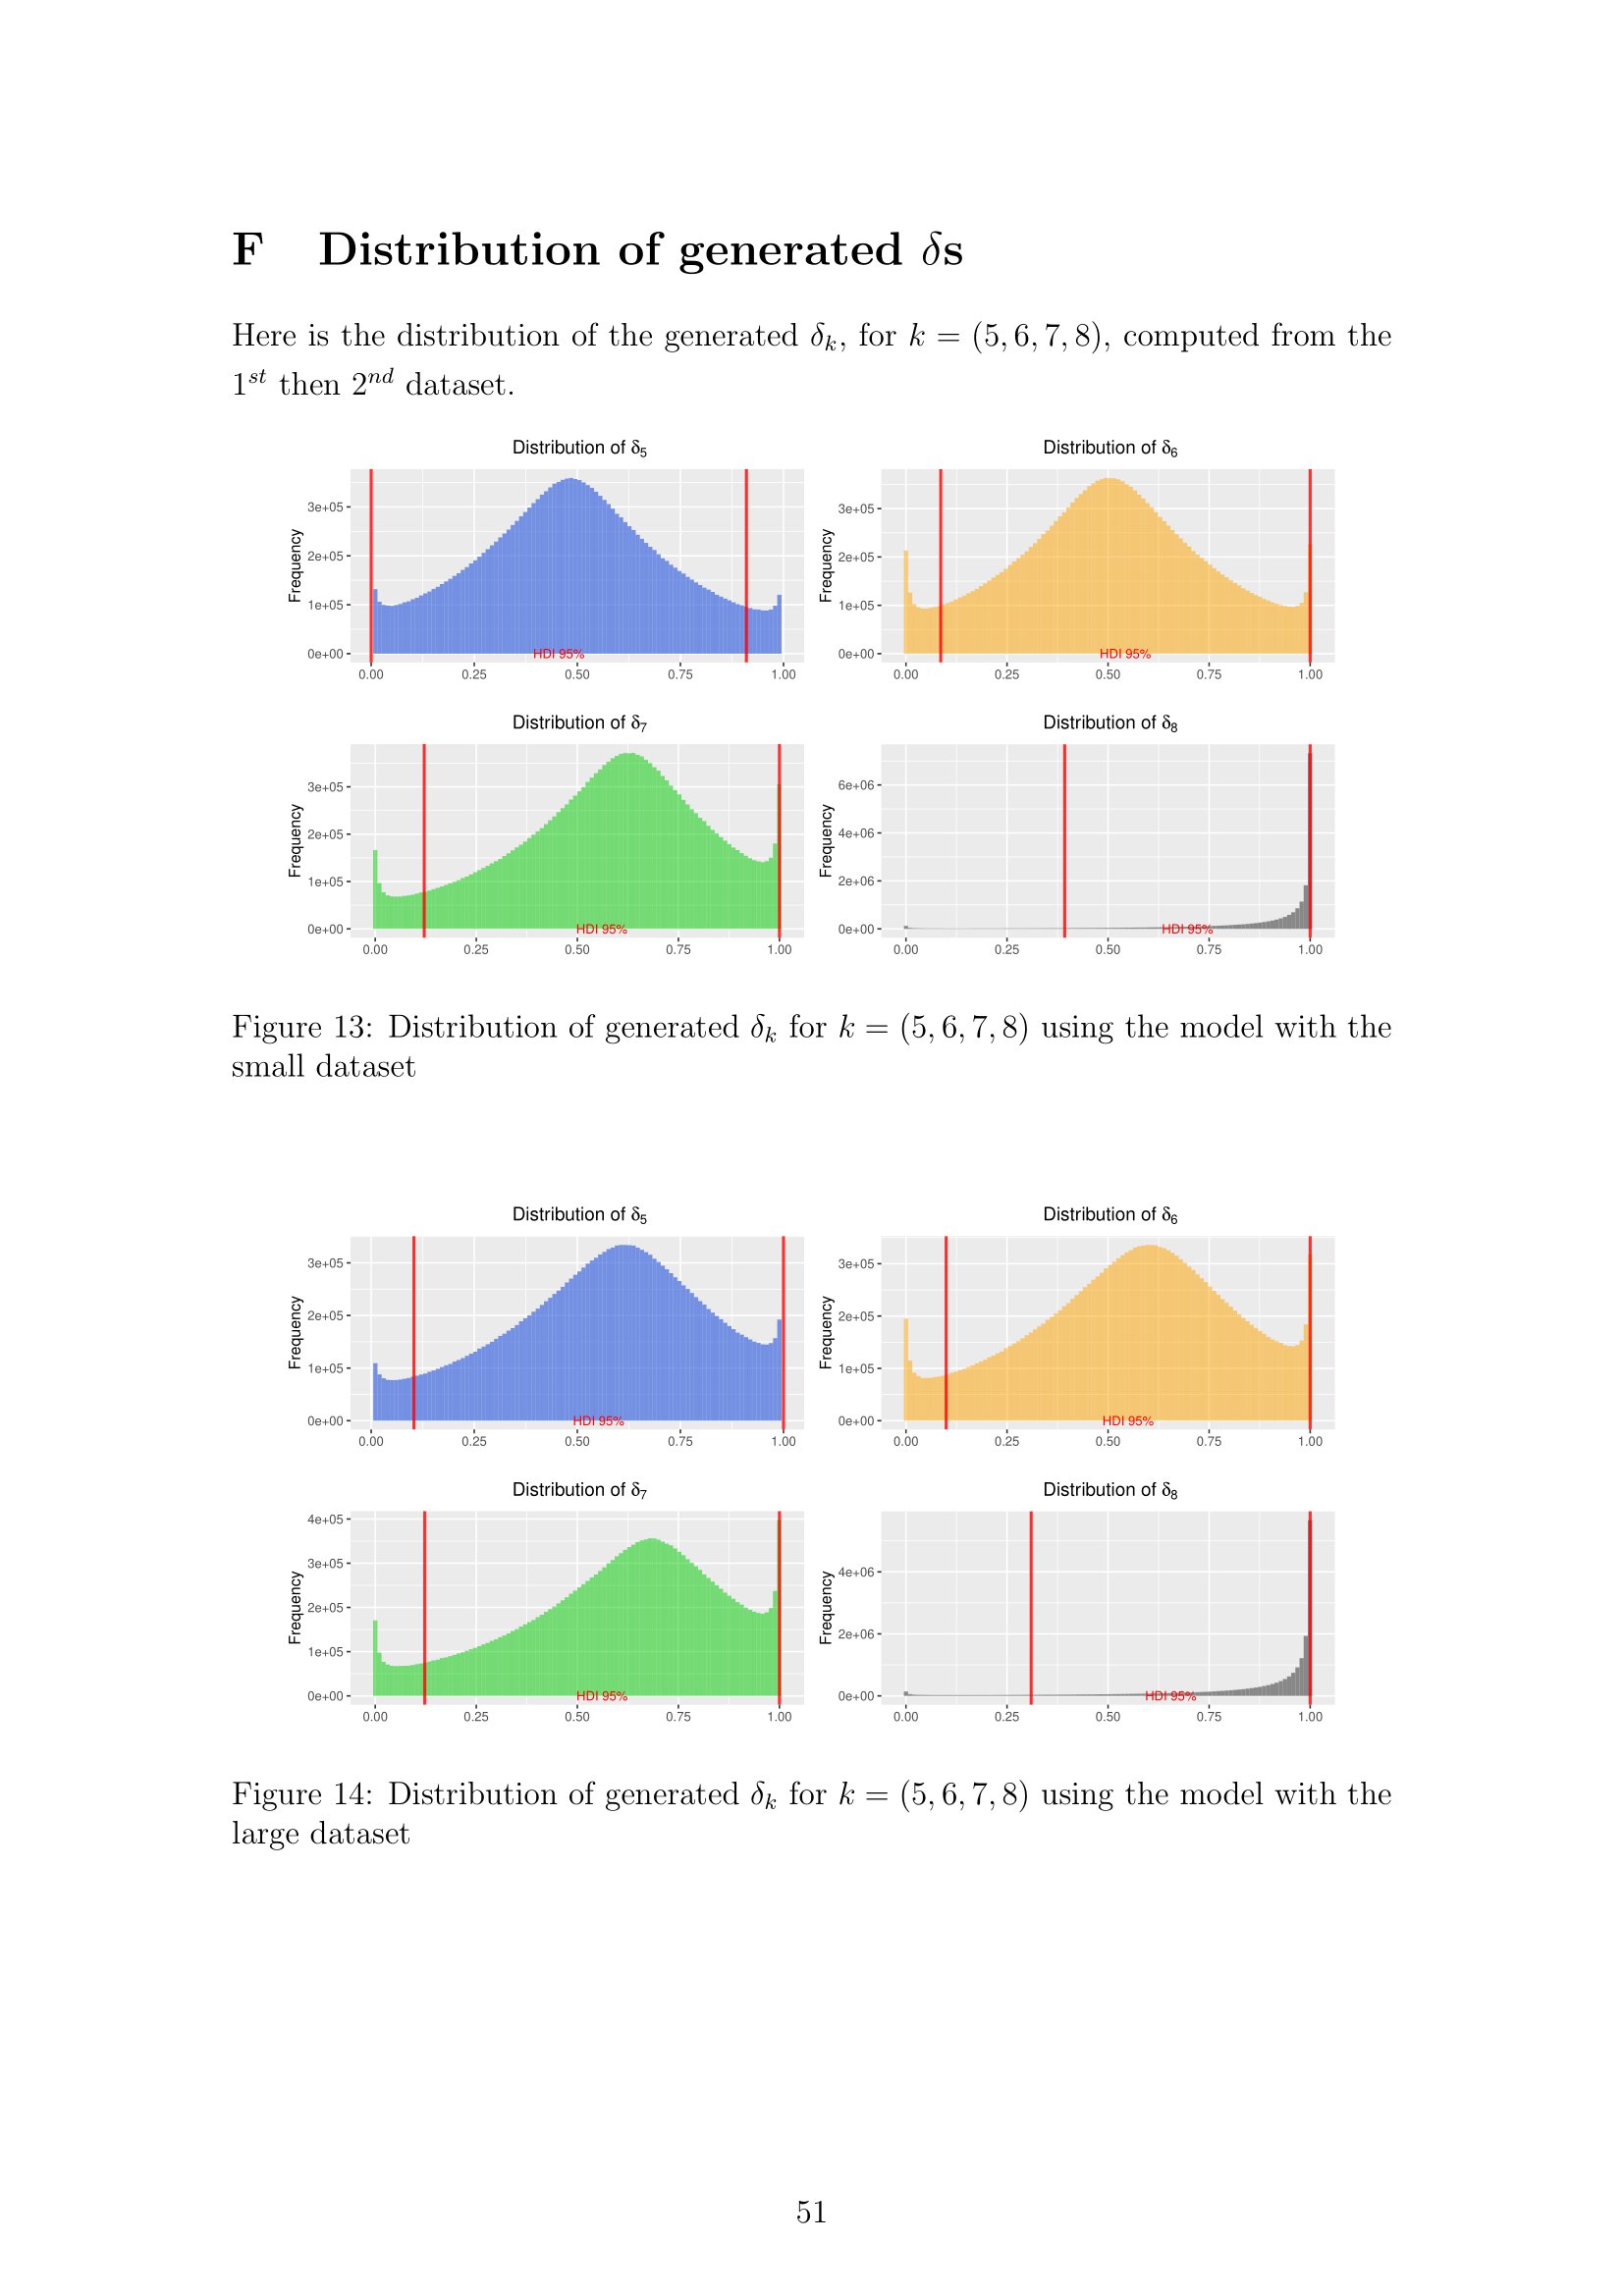 F Distribution of generated δs
Here is the distribution of the generated δk, for k = (5, 6, 7, 8), computed from the
1st then 2nd dataset.
Distribution of δ5
Frequency
3e+05
2e+05
1e+05
0e+00
HDI 95%
0.00 0.25 0.50 0.75 1.00
Distribution of δ6
Frequency
3e+05
2e+05
1e+05
0e+00
HDI 95%
0.00 0.25 0.50 0.75 1.00
Distribution of δ7
Frequency
3e+05
2e+05
1e+05
0e+00
HDI 95%
0.00 0.25 0.50 0.75 1.00
Distribution of δ8
Frequency
6e+06
4e+06
2e+06
0e+00
HDI 95%
0.00 0.25 0.50 0.75 1.00
Figure 13: Distribution of generated δk for k = (5, 6, 7, 8) using the model with the
small dataset
Distribution of δ5
Frequency
3e+05
2e+05
1e+05
0e+00
HDI 95%
0.00 0.25 0.50 0.75 1.00
Distribution of δ6
Frequency
3e+05
2e+05
1e+05
0e+00
HDI 95%
0.00 0.25 0.50 0.75 1.00
Distribution of δ7
Frequency
4e+05
3e+05
2e+05
1e+05
0e+00
HDI 95%
0.00 0.25 0.50 0.75 1.00
Distribution of δ8
Frequency
4e+06
2e+06
0e+00
HDI 95%
0.00 0.25 0.50 0.75 1.00
Figure 14: Distribution of generated δk for k = (5, 6, 7, 8) using the model with the
large dataset
51